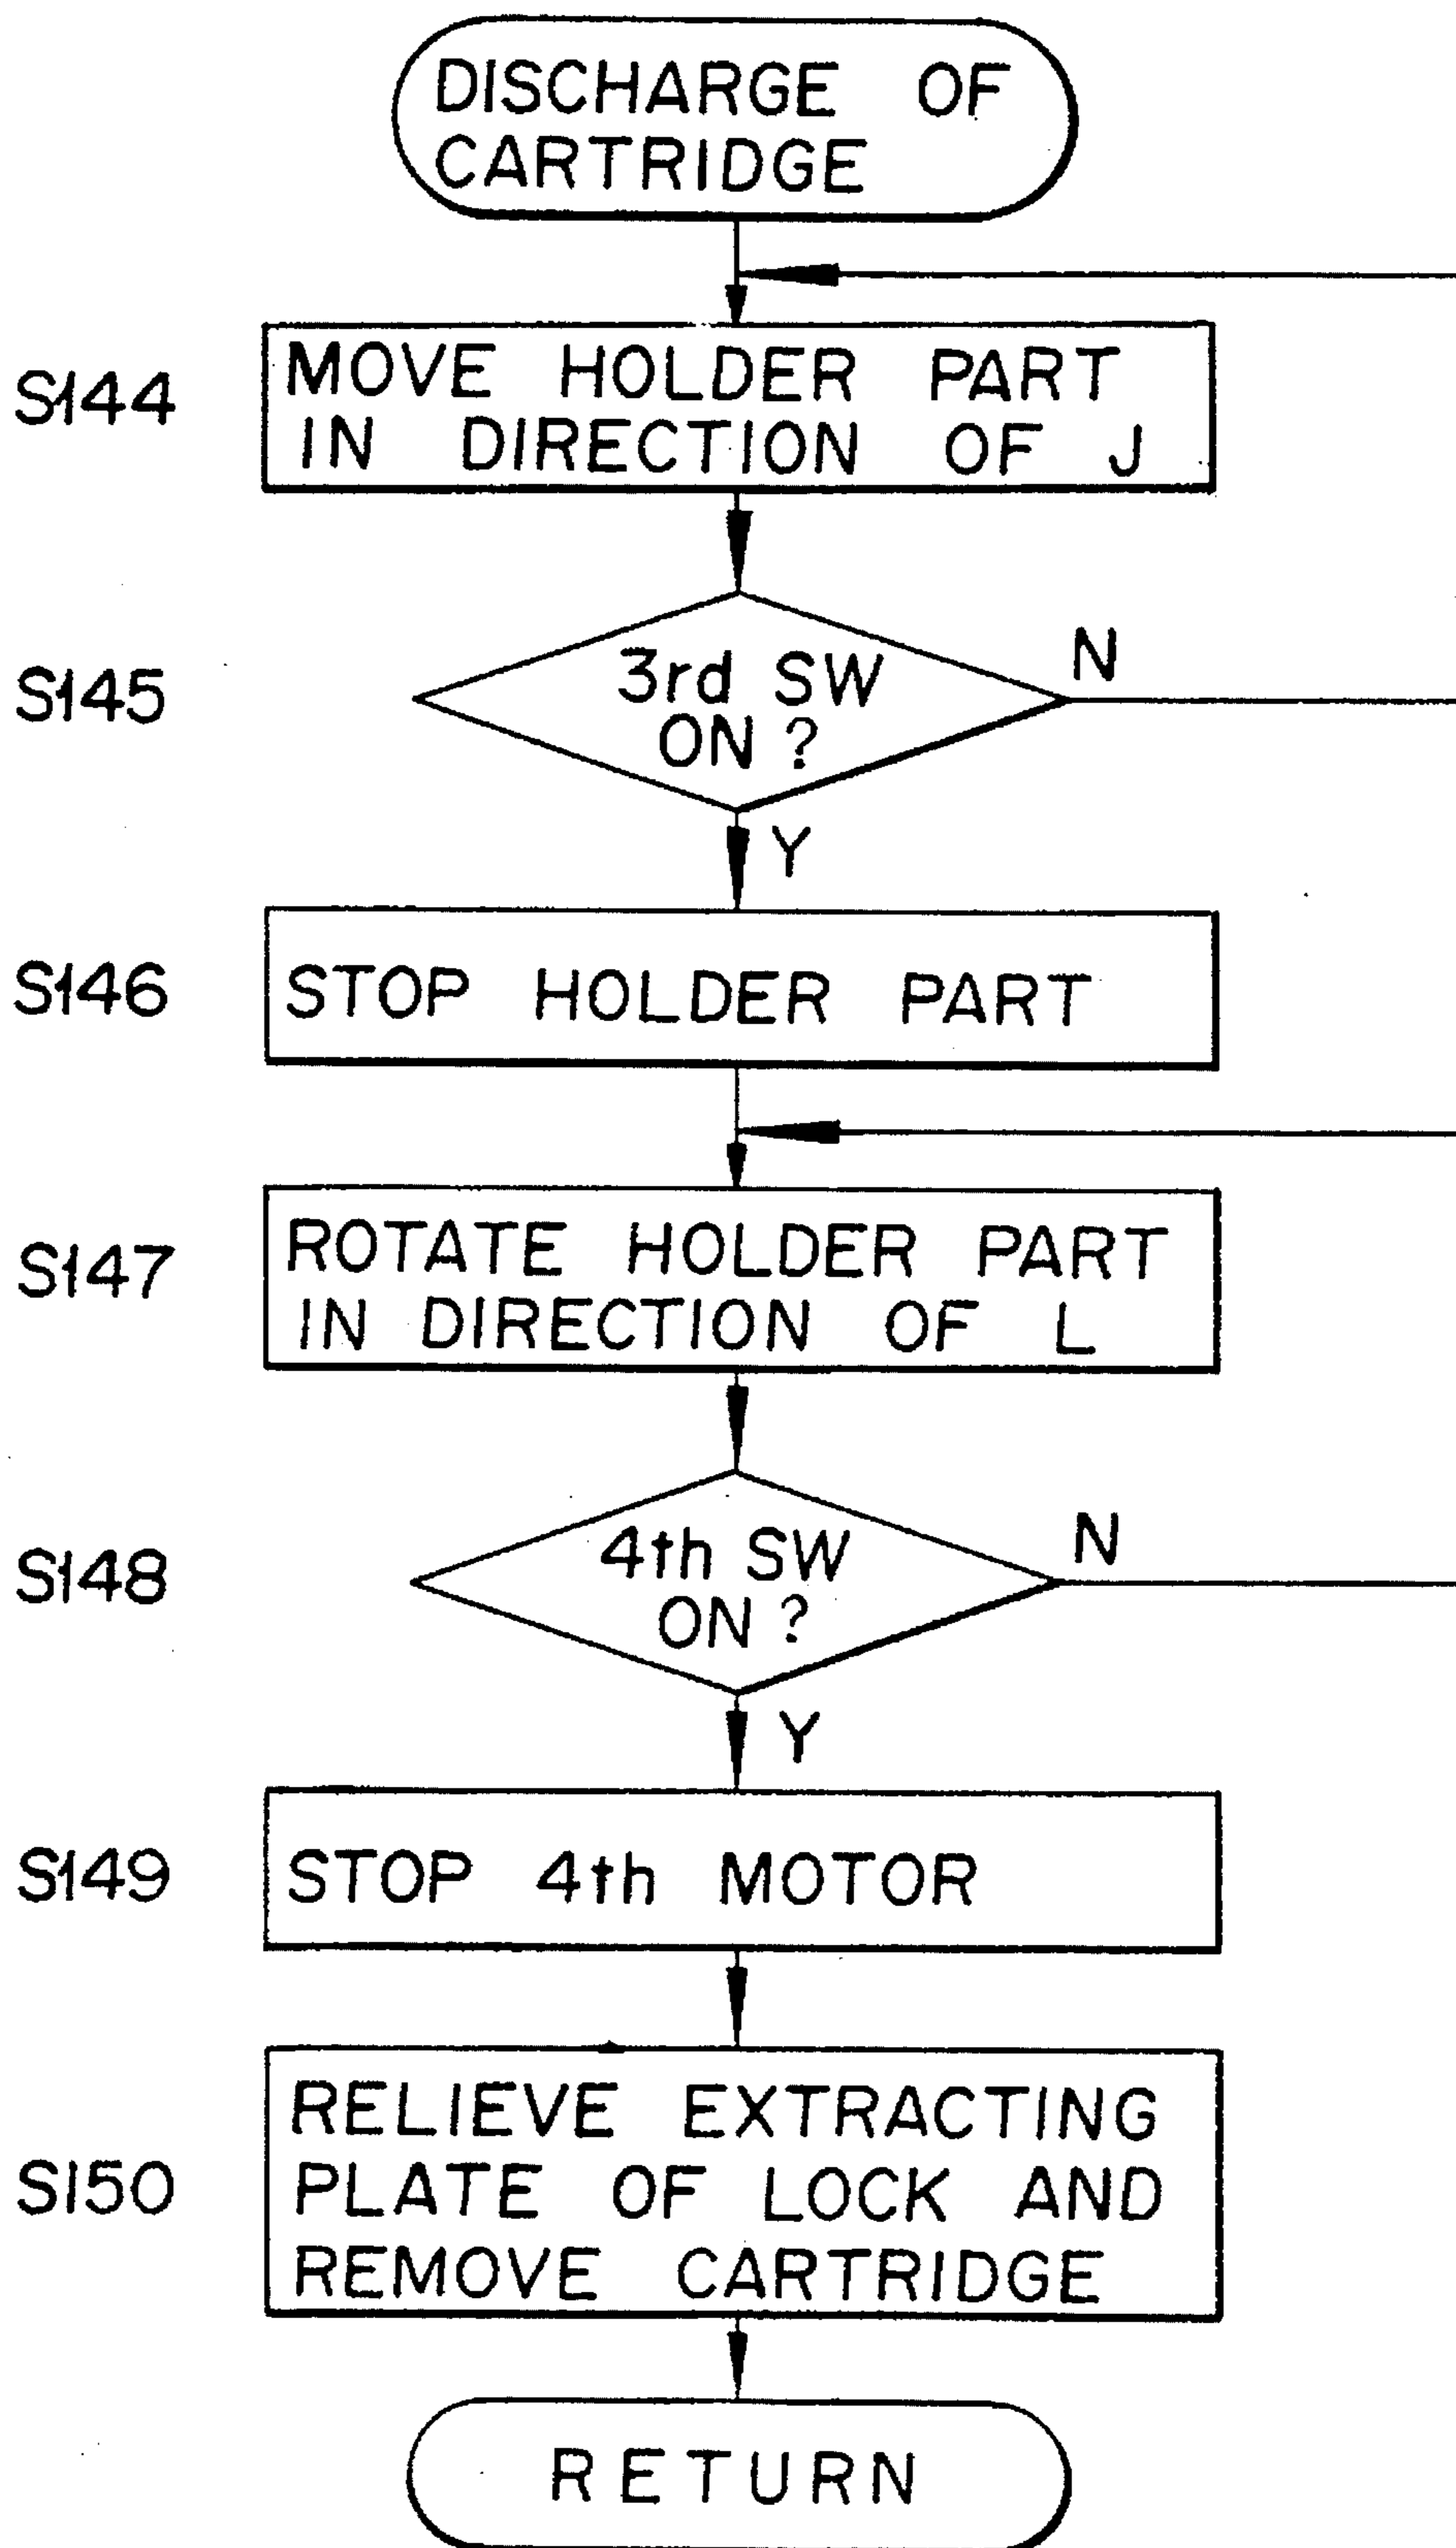 DISCHARGE OF
CARTRIDGE
S144
MOVE HOLDER PART
IN DIRECTION OF J
S145
3rd SW
ON ?
N
Y
S146
STOP HOLDER PART
S147
ROTATE HOLDER PART
IN DIRECTION OF L
S148
4th SW
ON ?
N
Y
S149
STOP 4th MOTOR
S150
RELIEVE EXTRACTING
PLATE OF LOCK AND
REMOVE CARTRIDGE
RETURN